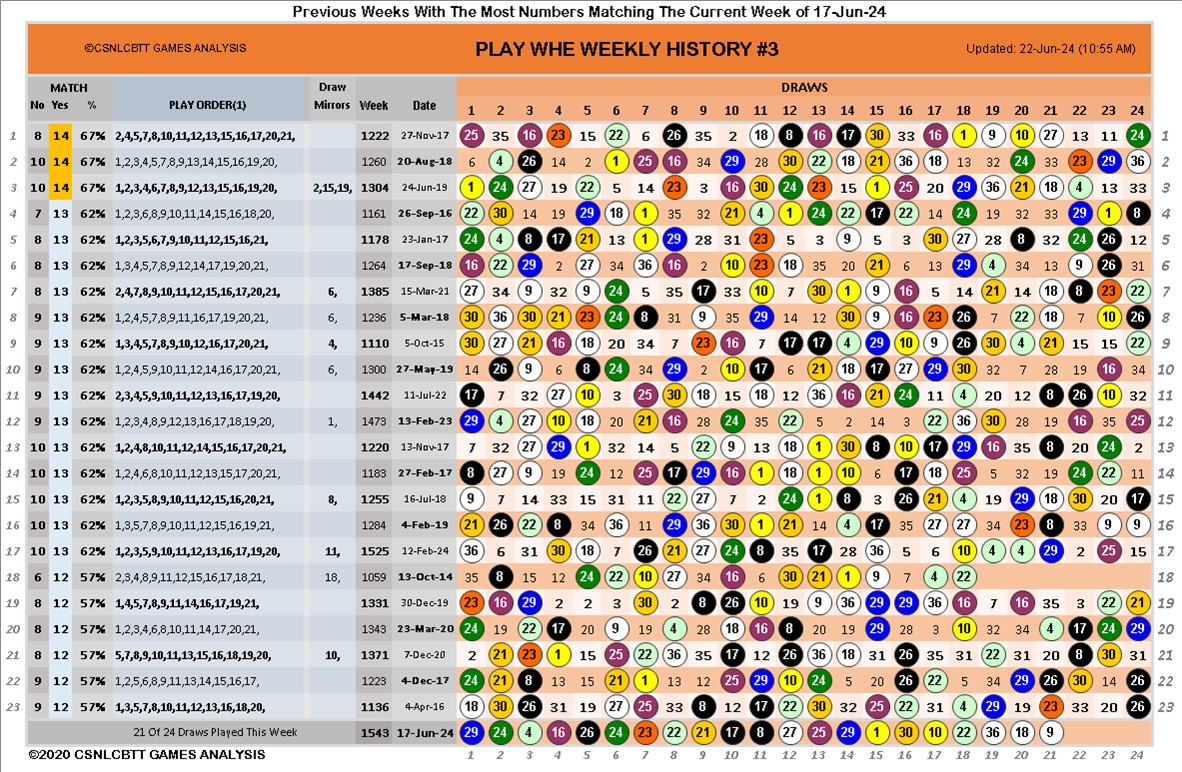 Previous Weeks With The Most Numbers Matching The Current Week of 17-Jun-24
©CSNLCBTT GAMES ANALYSIS PLAY WHE WEEKLY HISTORY #3 Updated: 22-Jun-24 (10:55 AM)
MATCH Draw DRAWS
No Yes % PLAY ORDER(1) Mirrors Week Date 1 2 3 4 5 6 7 8 9 10 11 12 13 14 15 16 17 18 19 20 21 22 23 24
1 8 14 67% 2,4,5,7,8,10,11,12,13,15,16,17,20,21, 1222 27-Nov-17 25 35 16 23 15 22 6 26 35 2 18 8 16 17 30 33 16 1 9 10 27 13 11 24 1
2 10 14 67% 1,2,3,4,5,7,8,9,13,14,15,16,19,20, 1260 20-Aug-18 6 4 26 14 2 1 25 16 34 29 28 30 22 18 21 36 18 13 32 24 33 23 29 36 2
3 10 14 67% 1,2,3,4,6,7,8,9,12,13,15,16,19,20, 2,15,19, 1304 24-Jun-19 1 24 27 19 22 5 14 23 3 16 30 24 23 15 1 25 20 29 36 21 18 4 13 33 3
4 7 13 62% 1,2,3,6,8,9,10,11,14,15,16,18,20, 1161 26-Sep-16 22 30 14 19 29 18 1 35 32 21 4 1 24 22 17 22 14 24 19 32 33 29 1 8 4
5 8 13 62% 1,2,3,5,6,7,9,10,11,12,15,16,21, 1178 23-Jan-17 24 4 8 17 21 13 1 29 28 31 23 5 3 9 5 3 30 27 28 8 32 24 26 12 5
6 8 13 62% 1,3,4,5,7,8,9,12,14,17,19,20,21, 1264 17-Sep-18 16 22 29 2 27 34 36 16 2 10 23 18 35 20 21 6 13 29 4 34 13 9 26 31 6
7 8 13 62% 2,4,7,8,9,10,11,12,15,16,17,20,21, 6, 1385 15-Mar-21 27 34 9 32 9 24 5 35 17 33 10 7 30 1 9 16 5 14 21 14 18 8 23 22 7
8 9 13 62% 1,2,4,5,7,8,9,11,16,17,19,20,21, 6, 1236 5-Mar-18 30 36 30 21 23 24 8 31 9 35 29 14 12 30 9 16 23 26 7 22 18 7 10 26 8
9 9 13 62% 1,3,4,5,7,8,9,10,12,16,17,20,21, 4, 1110 5-Oct-15 30 27 21 16 18 20 34 7 23 16 7 17 17 4 29 10 9 26 30 4 21 15 15 22 9
10 9 13 62% 1,2,4,5,9,10,11,12,14,16,17,20,21, 6, 1300 27-May-19 14 26 9 6 8 24 34 29 2 10 17 6 21 18 17 27 29 30 32 7 28 19 16 34 10
11 9 13 62% 2,3,4,6,7,9,10,11,12,13,16,17,19,20, 1442 11-Jul-22 17 7 32 27 10 3 25 30 18 15 18 12 36 16 21 24 11 4 20 12 8 26 10 32 11
12 9 13 62% 1,2,3,4,8,9,12,13,16,17,18,19,20, 1, 1473 13-Feb-23 29 4 27 10 18 20 21 16 28 24 35 22 5 2 14 3 22 36 30 28 13 16 35 25 12
13 10 13 62% 1,2,4,8,10,11,12,14,15,16,17,20,21, 1220 13-Nov-17 7 32 27 29 1 32 14 5 22 9 13 18 1 30 8 10 17 29 16 35 8 20 24 2 13
14 10 13 62% 1,2,4,6,8,10,11,12,13,15,17,20,21, 1183 27-Feb-17 8 27 9 19 24 12 25 17 29 16 1 18 1 10 6 17 18 25 5 32 19 24 22 11 14
15 10 13 62% 1,2,3,5,8,9,10,11,12,15,16,20,21, 8, 1255 16-Jul-18 9 7 14 33 15 31 11 22 27 7 2 24 1 8 3 26 21 4 19 29 18 30 20 17 15
16 10 13 62% 1,3,5,7,8,9,10,11,12,15,16,19,21, 1284 4-Feb-19 21 26 22 8 34 36 11 29 36 30 1 21 14 4 17 35 27 27 34 23 8 33 9 9 16
17 10 13 62% 1,2,3,5,9,10,11,12,13,16,17,19,20, 11, 1525 12-Feb-24 36 6 31 30 18 7 26 21 27 24 8 35 17 28 36 5 6 10 4 4 29 2 25 15 17
18 6 12 57% 2,3,4,8,9,11,12,15,16,17,18,21, 18, 1059 13-Oct-14 35 8 15 12 24 22 10 27 34 16 6 30 21 1 9 7 4 22 18
19 8 12 57% 1,4,5,7,8,9,10,14,16,17,19,21, 1331 30-Dec-19 23 16 29 2 2 3 30 2 8 26 10 19 9 36 29 29 36 16 7 16 35 3 22 21 19
20 8 12 57% 1,2,3,4,6,8,10,11,14,17,20,21, 1343 23-Mar-20 24 19 22 17 20 9 19 4 28 18 16 8 20 19 29 28 3 10 32 34 4 17 24 29 20
21 8 12 57% 5,7,8,9,10,11,13,15,16,18,19,20, 10, 1371 7-Dec-20 2 21 23 1 15 25 22 36 35 17 12 26 36 18 31 26 35 31 22 31 20 8 30 31 21
22 9 12 57% 1,2,5,6,8,9,11,13,14,15,16,17, 1223 4-Dec-17 24 21 8 13 15 21 1 13 12 25 29 10 24 5 20 26 22 5 34 29 26 30 14 26 22
23 9 12 57% 1,3,5,7,8,10,11,12,13,16,18,20, 1136 4-Apr-16 18 30 26 31 19 27 25 33 8 12 17 22 30 32 25 22 31 4 29 21 23 33 20 26 23
21 Of 24 Draws Played This Week 1543 17-Jun-24 29 24 4 16 26 24 23 22 21 17 8 27 25 29 1 30 10 22 36 18 9
©2020 CSNLCBTT GAMES ANALYSIS 1 2 3 4 5 6 7 8 9 10 11 12 13 14 15 16 17 18 19 20 21 22 23 24